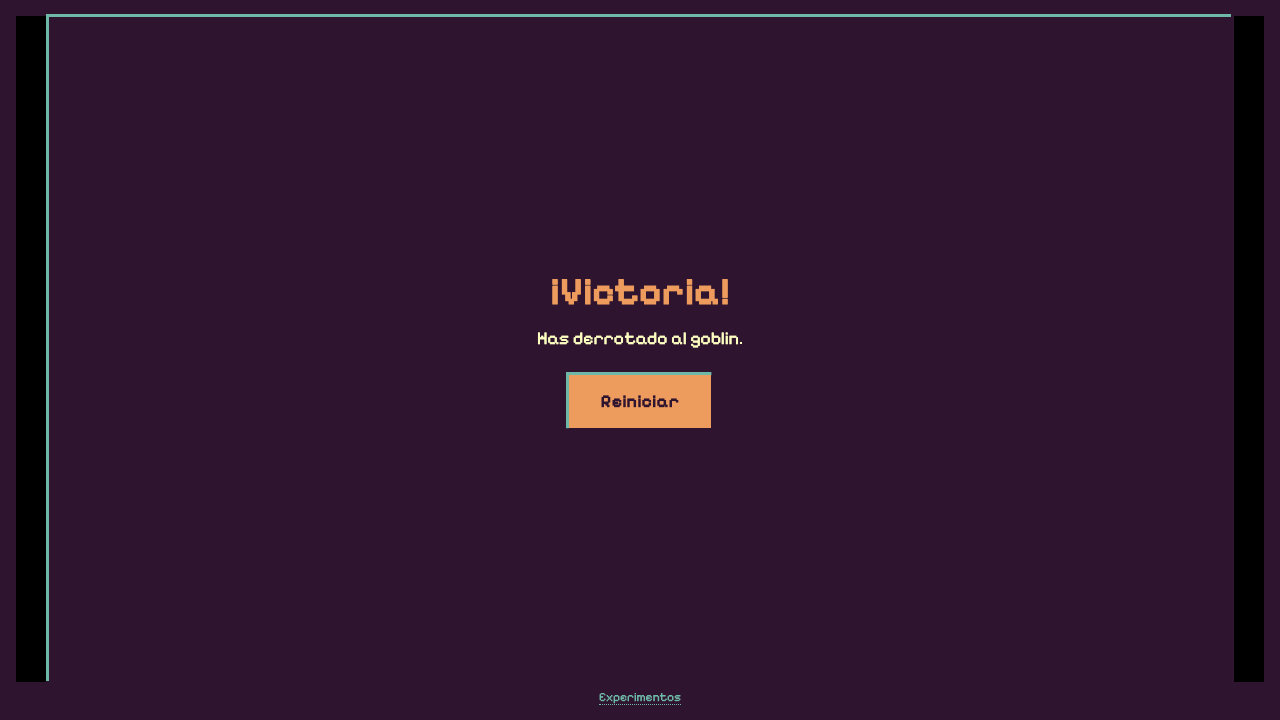 ¡Victoria!
Has derrotado al goblin.
Reiniciar
Experimentos